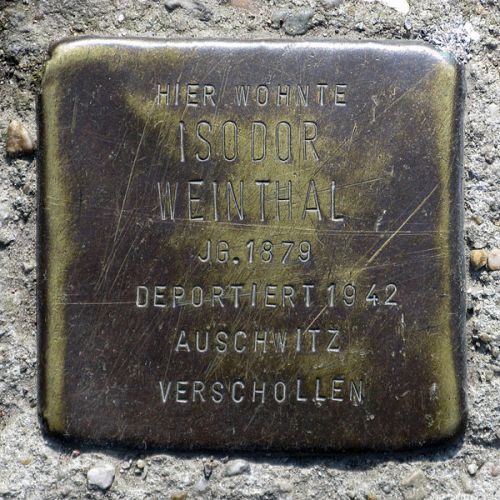 HIER WOHNTE
ISODOR
WEINTHAL
JG. 1879
DEPORTIERT 1942
AUSCHWITZ
VERSCHOLLEN